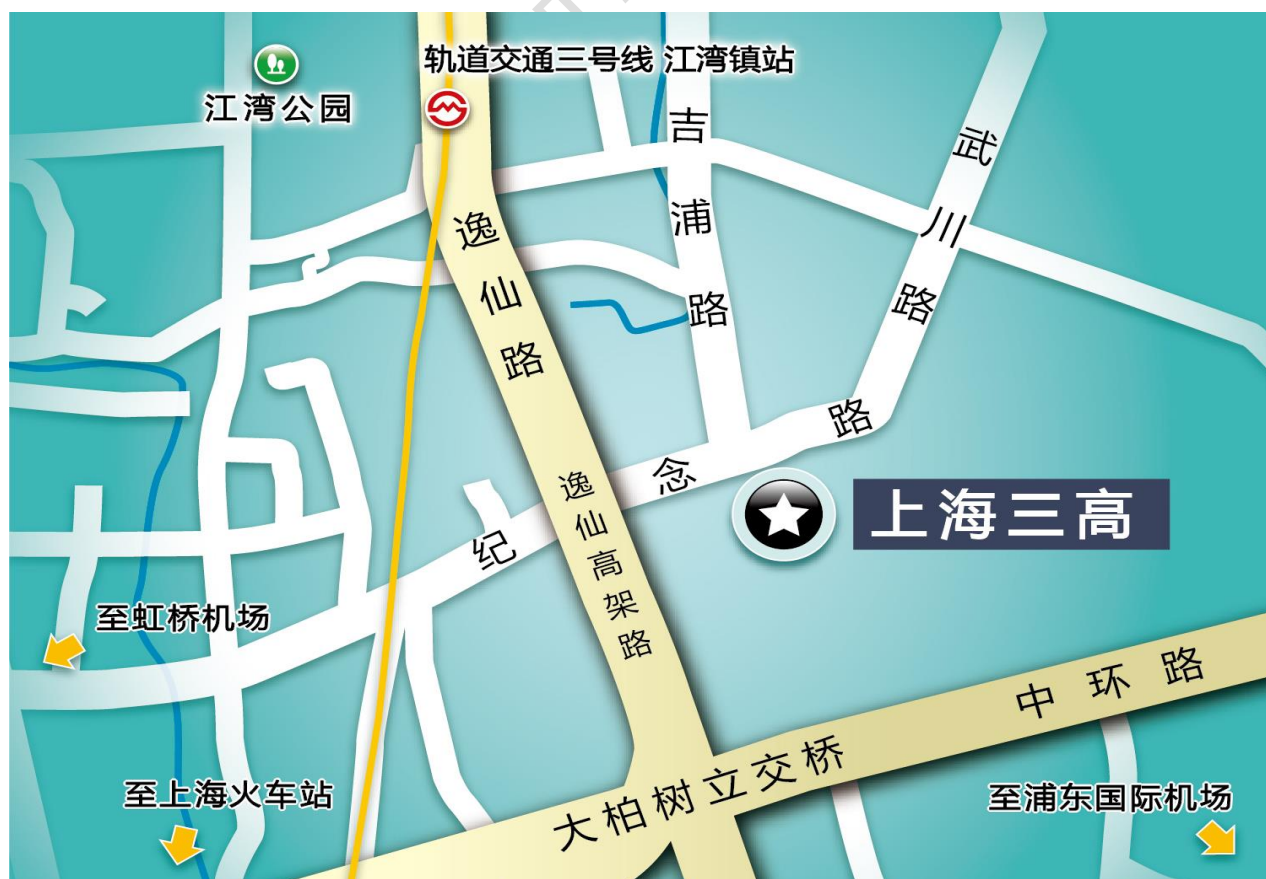 轨道交通三号线 江湾镇站
江湾公园
吉浦路
武川路
逸仙路
纪念路
逸仙高架路
上海三高
至虹桥机场
中环路
大柏树立交桥
至上海火车站
至浦东国际机场